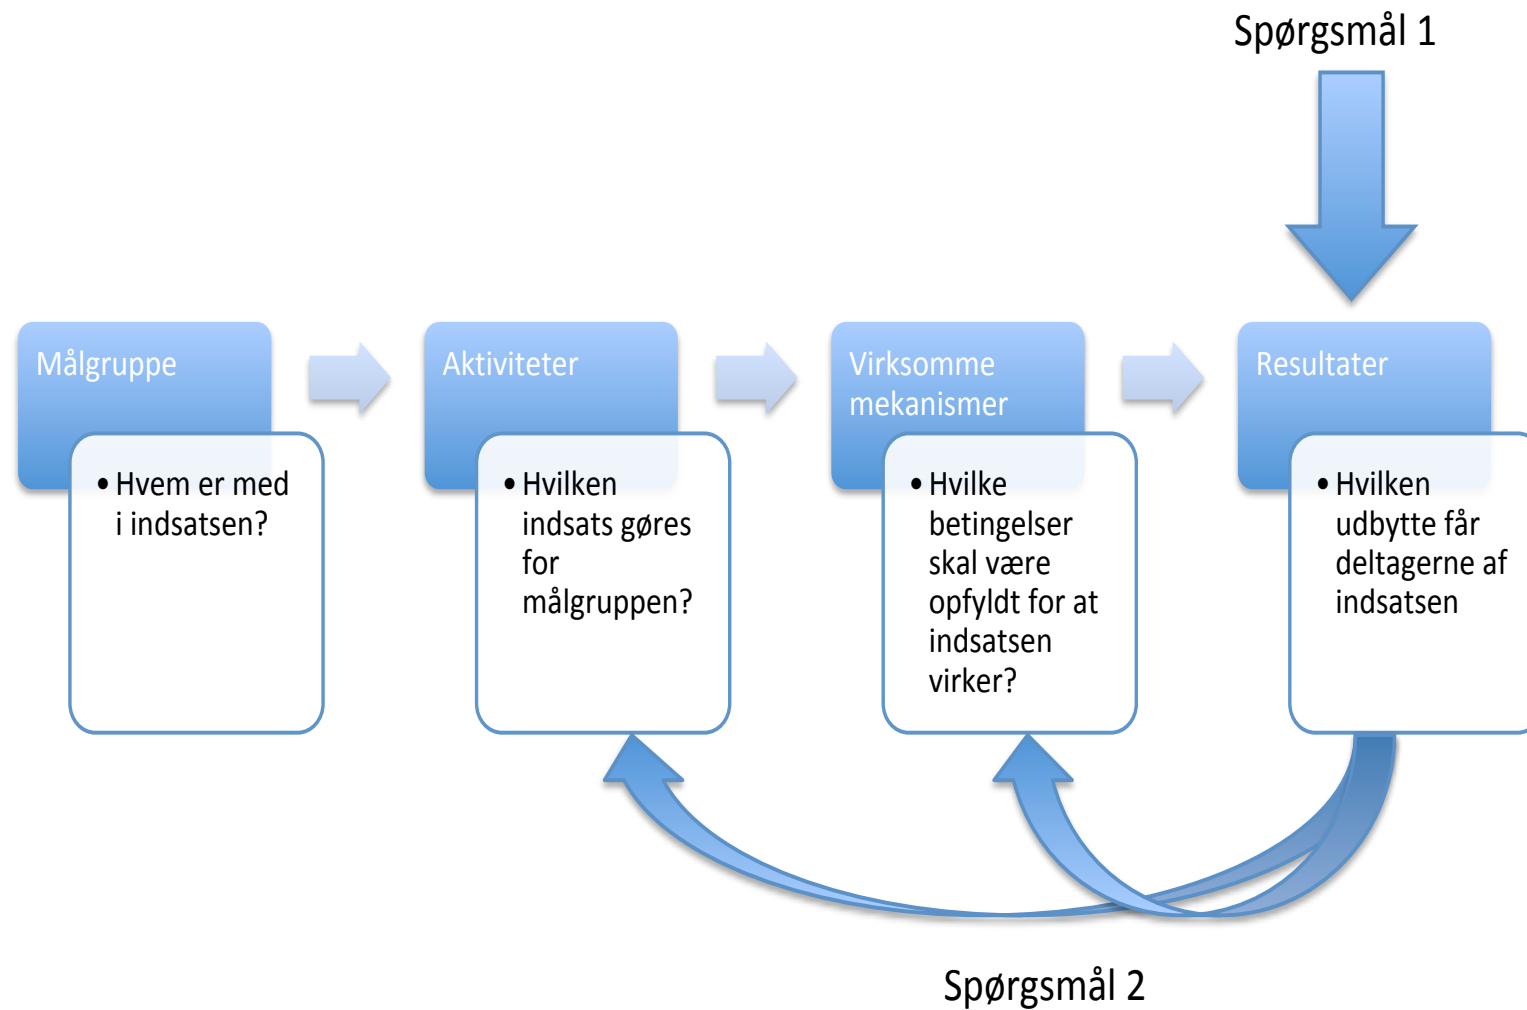 Spørgsmål 1
Målgruppe
• Hvem er med
i indsatsen?
Aktiviteter
• Hvilken
indsats gøres
for
målgruppen?
Virksomme
mekanismer
• Hvilke
betingelser
skal være
opfyldt for at
indsatsen
virker?
Resultater
• Hvilken
udbytte får
deltagerne af
indsatsen
Spørgsmål 2